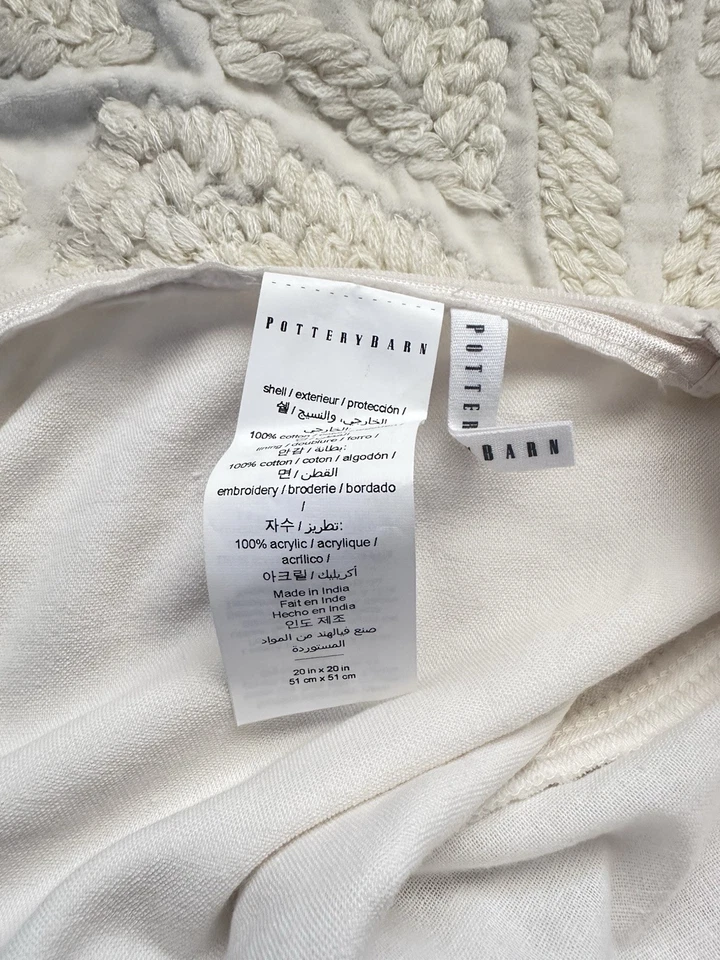 POTTERYBARN
shell / exterieur / protección /
쉘 / الخارجي، والنسيج
100% cotton
lining / doublure / forro /
안감 / بطانة:
100% cotton / coton / algodón /
면 / القطن
embroidery / broderie / bordado
/
자수 / تطريز:
100% acrylic / acrylique /
acrílico /
아크릴 / أكريليك
Made in India
Fait en Inde
Hecho en India
인도 제조
صنع فيالهند من المواد
المستوردة
20 in x 20 in
51 cm x 51 cm
POTTER
BARN